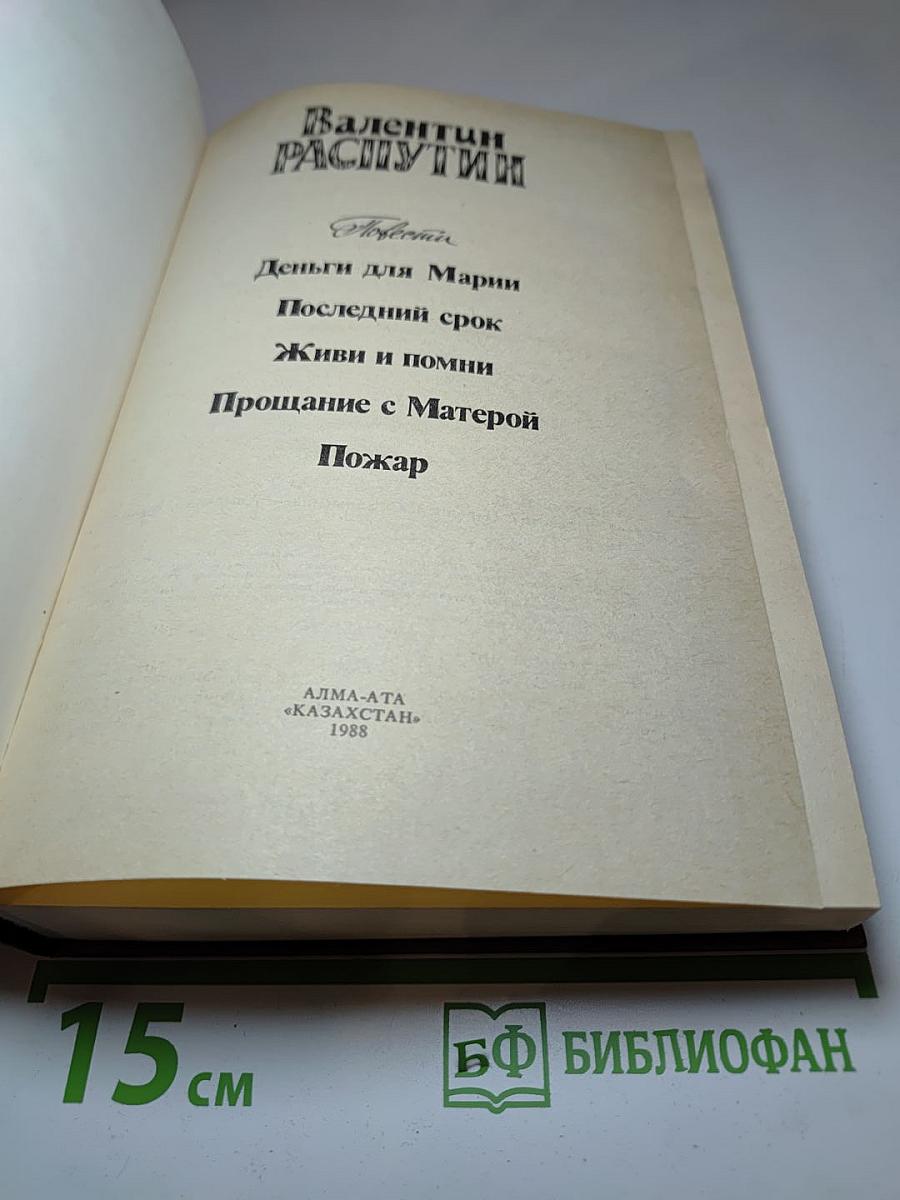 Валентин
РАСПУТИН
Повести
Деньги для Марии
Последний срок
Живи и помни
Прощание с Матерой
Пожар
АЛМА-АТА
«КАЗАХСТАН»
1988
15 см
БФ БИБЛИОФАН